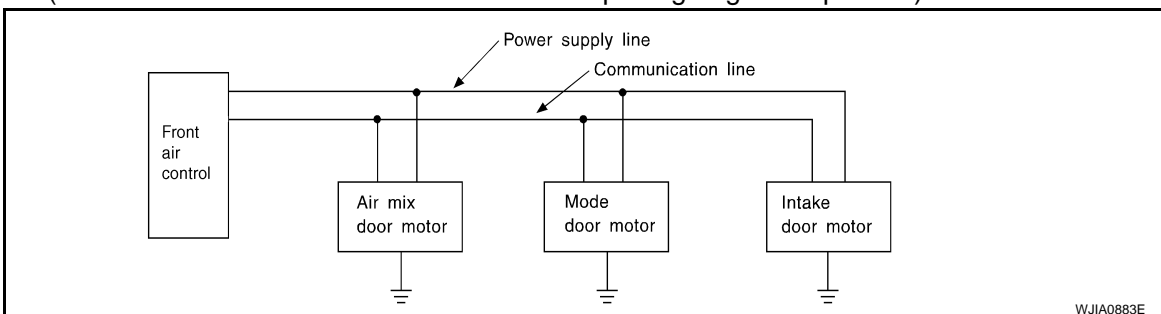 Power supply line
Communication line
Front
air
control
Air mix
door motor
Mode
door motor
Intake
door motor
WJIA0883E